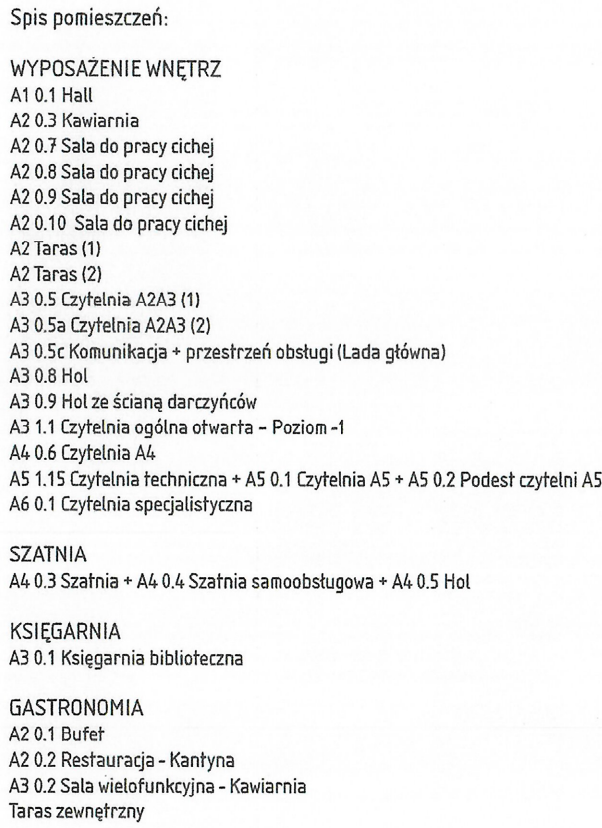 Spis pomieszczeń:
WYPOSAŻENIE WNĘTRZ
A1 0.1 Hall
A2 0.3 Kawiarnia
A2 0.7 Sala do pracy cichej
A2 0.8 Sala do pracy cichej
A2 0.9 Sala do pracy cichej
A2 0.10 Sala do pracy cichej
A2 Taras (1)
A2 Taras (2)
A3 0.5 Czytelnia A2A3 (1)
A3 0.5a Czytelnia A2A3 (2)
A3 0.5c Komunikacja + przestrzeń obsługi (Lada główna)
A3 0.8 Hol
A3 0.9 Hol ze ścianą darczyńców
A3 1.1 Czytelnia ogólna otwarta – Poziom -1
A4 0.6 Czytelnia A4
A5 1.15 Czytelnia techniczna + A5 0.1 Czytelnia A5 + A5 0.2 Podest czytelni A5
A6 0.1 Czytelnia specjalistyczna
SZATNIA
A4 0.3 Szatnia + A4 0.4 Szatnia samoobsługowa + A4 0.5 Hol
KSIĘGARNIA
A3 0.1 Księgarnia biblioteczna
GASTRONOMIA
A2 0.1 Bufet
A2 0.2 Restauracja - Kantyna
A3 0.2 Sala wielofunkcyjna - Kawiarnia
Taras zewnętrzny